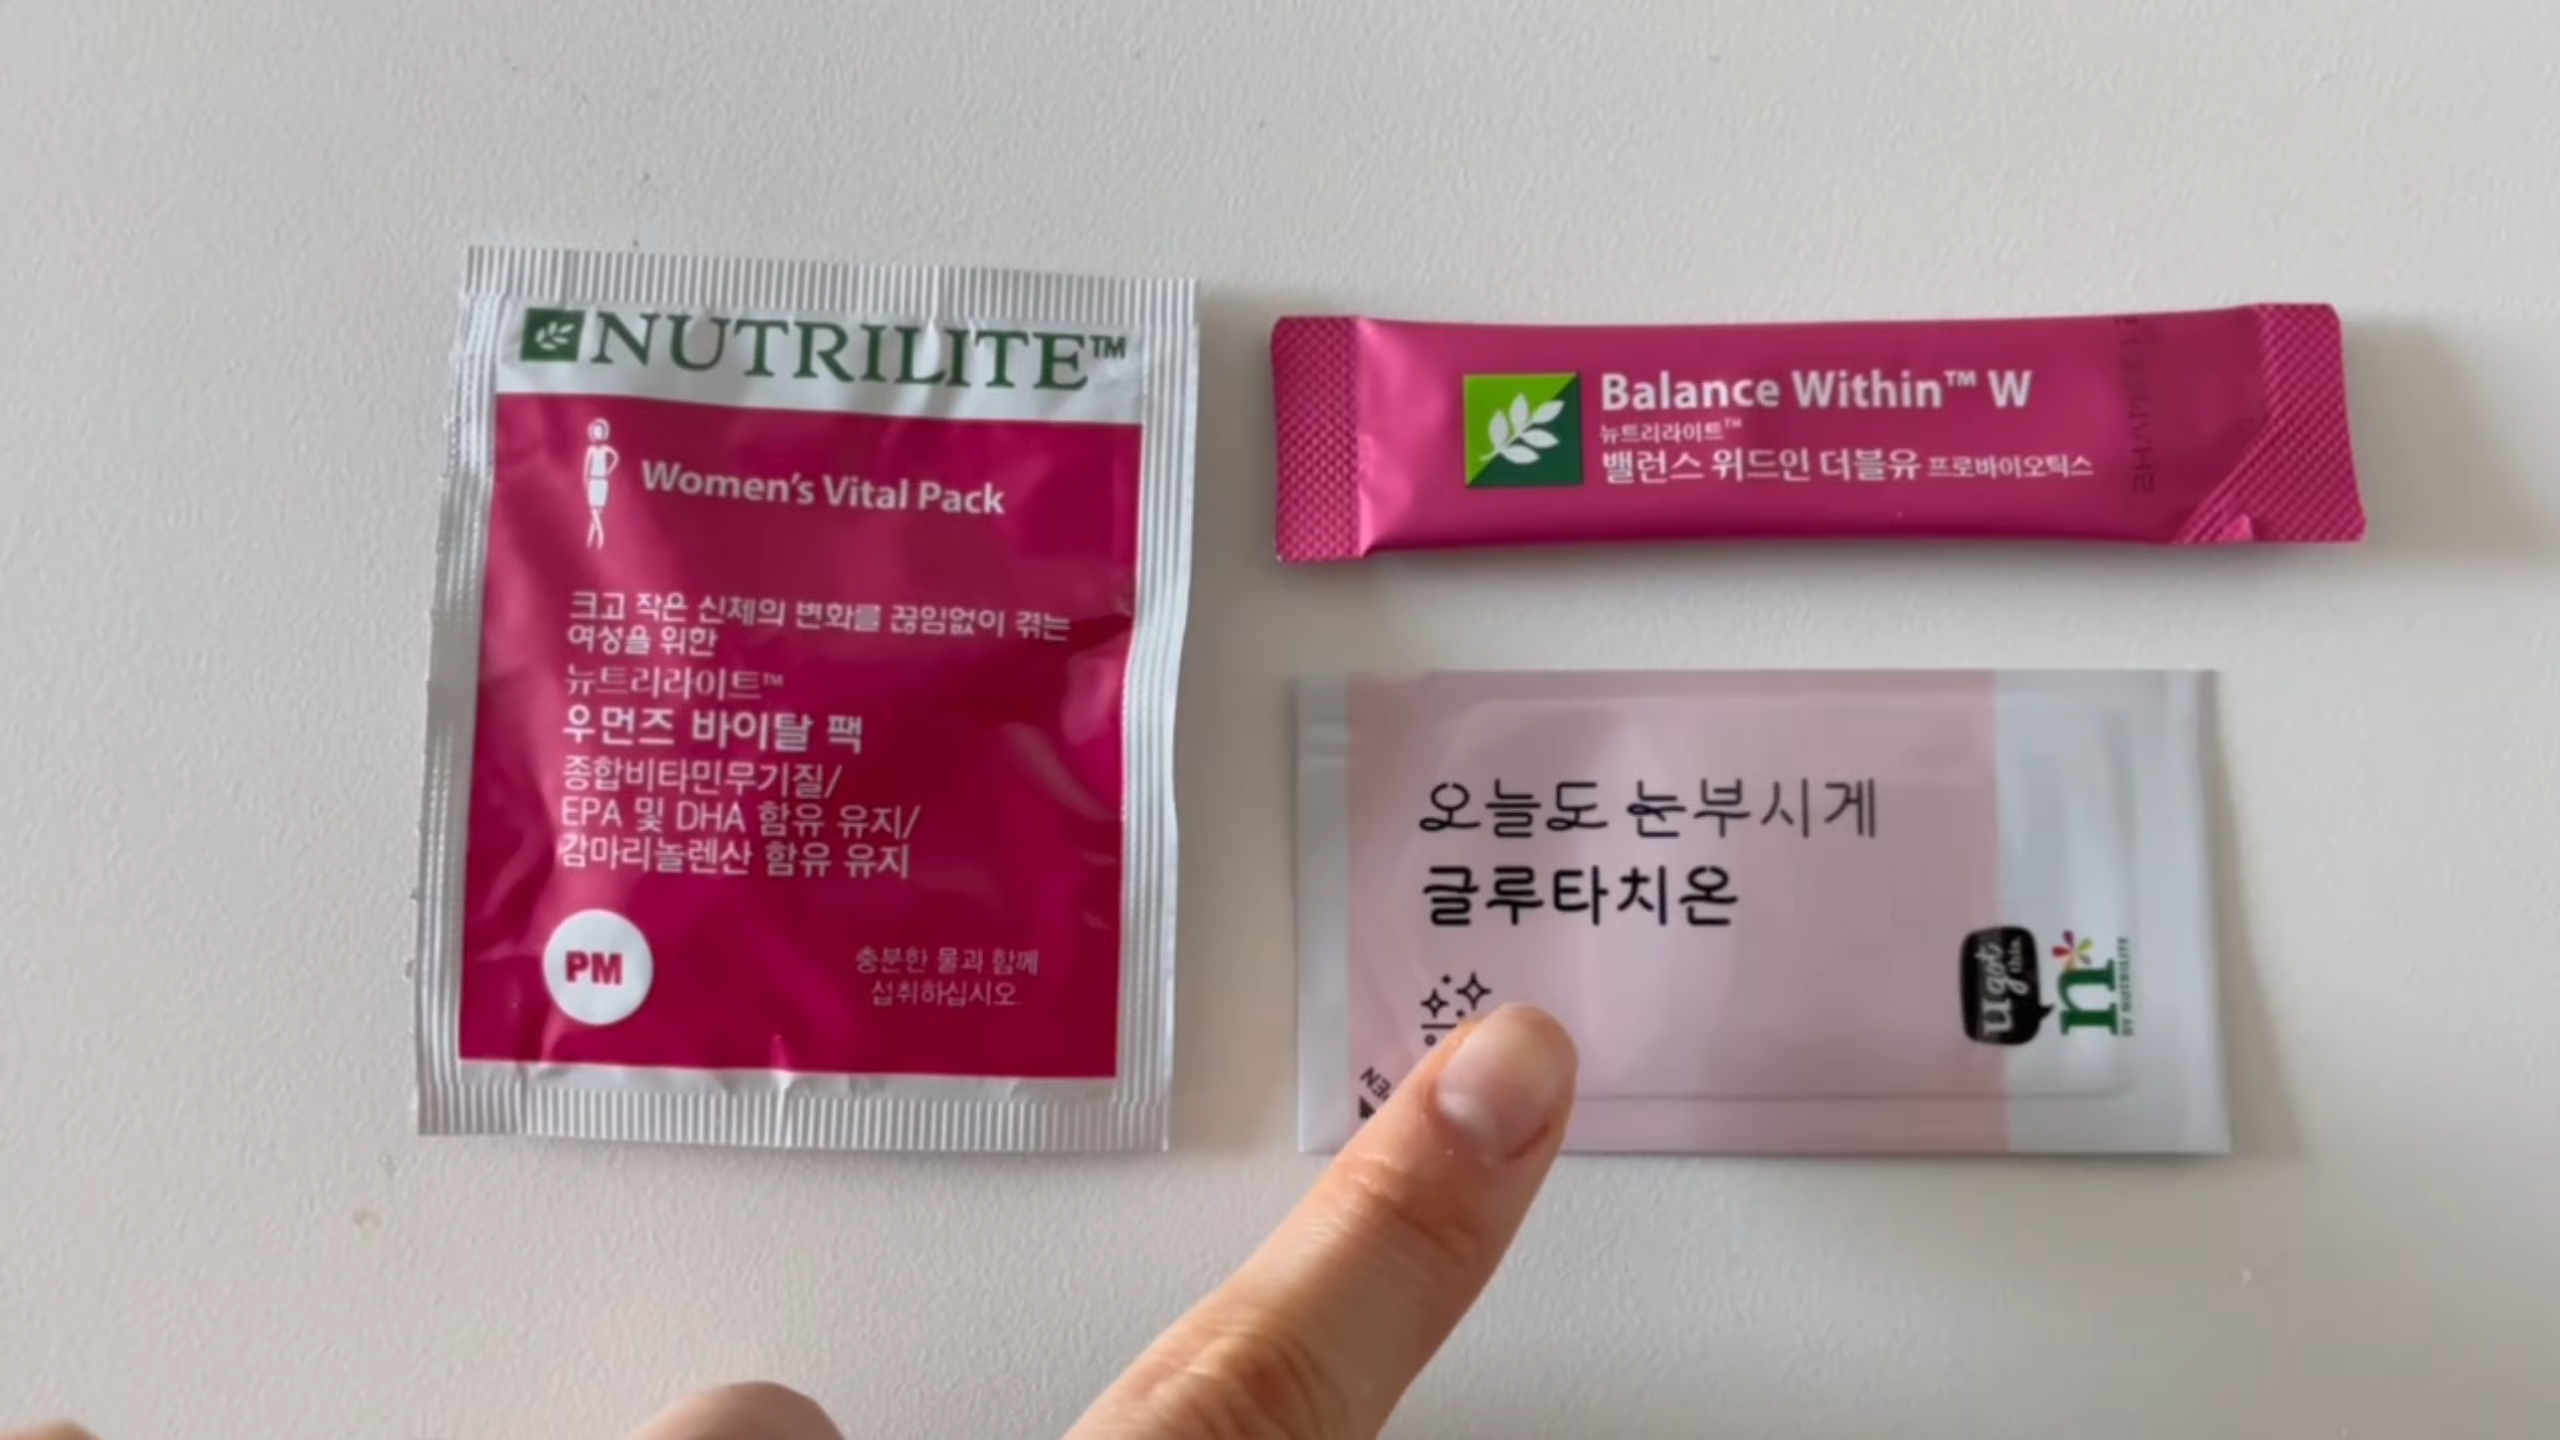 NUTRILITE™
Women's Vital Pack
크고 작은 신체의 변화를 끊임없이 겪는
여성을 위한
뉴트리라이트™
우먼즈 바이탈 팩
종합비타민무기질/
EPA 및 DHA 함유 유지/
감마리놀렌산 함유 유지
PM
충분한 물과 함께
섭취하십시오.
Balance Within™ W
뉴트리라이트™
밸런스 위드인 더블유 프로바이오틱스
오늘도 눈부시게
글루타치온
u got
this
n
BY NUTRILITE